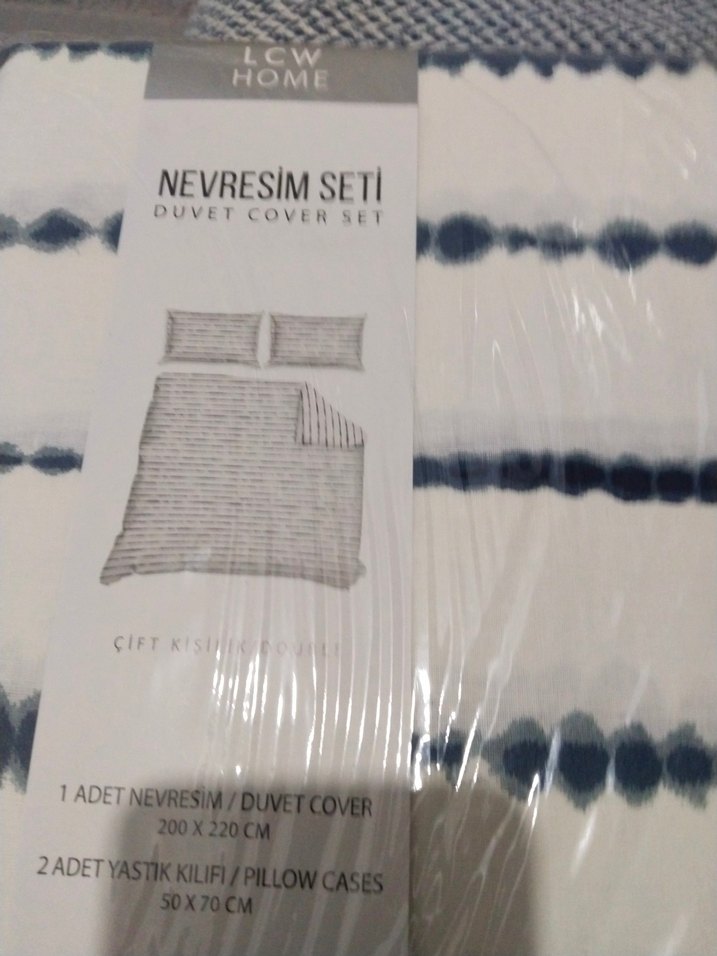 LCW
HOME
NEVRESİM SETİ
DUVET COVER SET
ÇİFT KİŞİLİK/DOUBLE
1 ADET NEVRESİM / DUVET COVER
200 X 220 CM
2 ADET YASTIK KILIFI / PILLOW CASES
50 X 70 CM